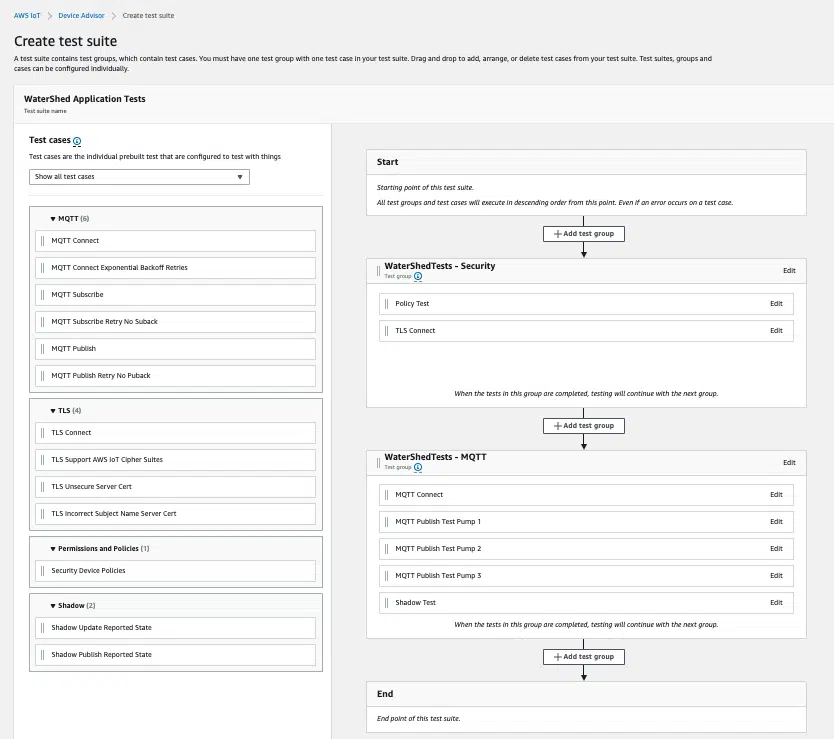 AWS IoT > Device Advisor > Create test suite
Create test suite
A test suite contains test groups, which contain test cases. You must have one test group with one test case in your test suite. Drag and drop to add, arrange, or delete test cases from your test suite. Test suites, groups and
cases can be configured individually.
WaterShed Application Tests
Test suite name
Test cases
Test cases are the individual prebuilt test that are configured to test with things
Show all test cases
MQTT (6)
MQTT Connect
MQTT Connect Exponential Backoff Retries
MQTT Subscribe
MQTT Subscribe Retry No Suback
MQTT Publish
MQTT Publish Retry No Puback
TLS (4)
TLS Connect
TLS Support AWS IoT Cipher Suites
TLS Unsecure Server Cert
TLS Incorrect Subject Name Server Cert
Permissions and Policies (1)
Security Device Policies
Shadow (2)
Shadow Update Reported State
Shadow Publish Reported State
Start
Starting point of this test suite.
All test groups and test cases will execute in descending order from this point. Even if an error occurs on a test case.
Add test group
WaterShedTests - Security
Edit
Test group
Policy Test Edit
TLS Connect Edit
When the tests in this group are completed, testing will continue with the next group.
Add test group
WaterShedTests - MQTT
Edit
Test group
MQTT Connect Edit
MQTT Publish Test Pump 1 Edit
MQTT Publish Test Pump 2 Edit
MQTT Publish Test Pump 3 Edit
Shadow Test Edit
When the tests in this group are completed, testing will continue with the next group.
Add test group
End
End point of this test suite.